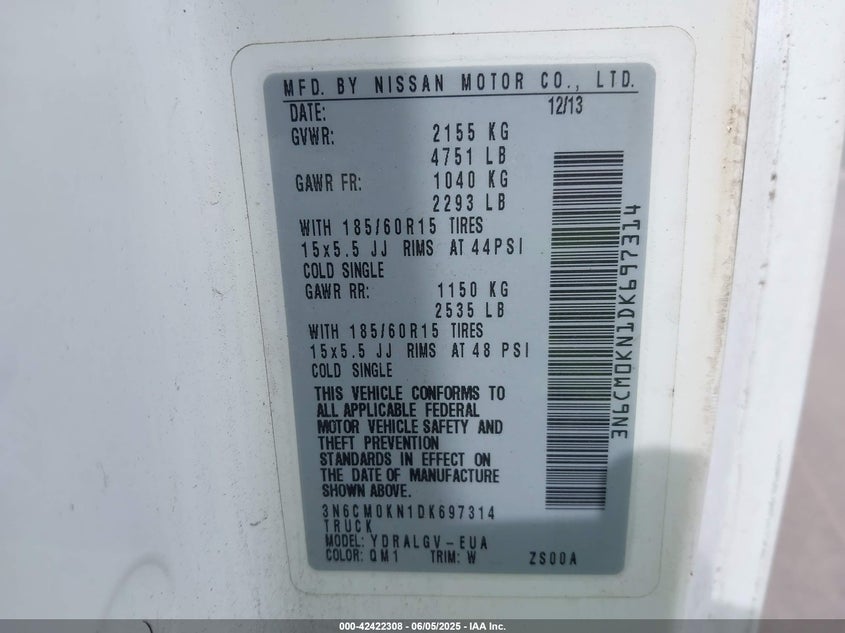 MFD. BY NISSAN MOTOR CO., LTD.
DATE: 12/13
GVWR: 2155 KG
4751 LB
GAWR FR: 1040 KG
2293 LB
WITH 185/60R15 TIRES
15x5.5 JJ RIMS AT 44PSI
COLD SINGLE
GAWR RR: 1150 KG
2535 LB
WITH 185/60R15 TIRES
15x5.5 JJ RIMS AT 48 PSI
COLD SINGLE
THIS VEHICLE CONFORMS TO
ALL APPLICABLE FEDERAL
MOTOR VEHICLE SAFETY AND
THEFT PREVENTION
STANDARDS IN EFFECT ON
THE DATE OF MANUFACTURE
SHOWN ABOVE.
3N6CM0KN1DK697314
TRUCK
MODEL: YDRALGV-EUA
COLOR: QM1 TRIM: W ZS00A
3N6CM0KN1DK697314
000-42422308 - 06/05/2025 - IAA Inc.